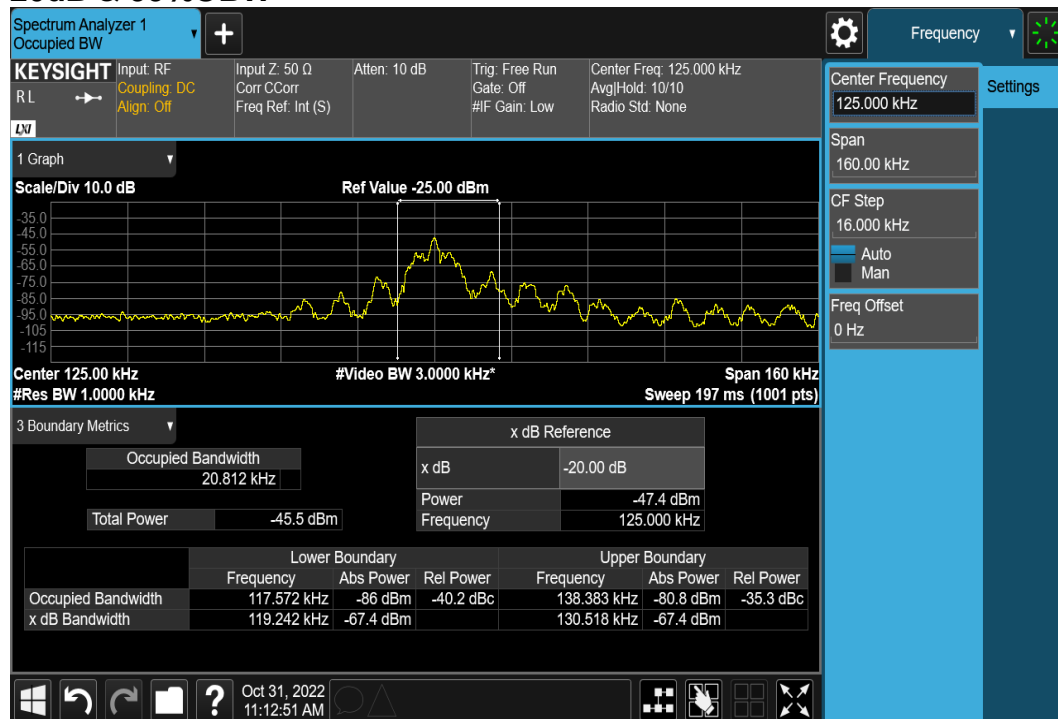 Spectrum Analyzer 1
Occupied BW
Frequency
KEYSIGHT Input: RF Input Z: 50 Ω Atten: 10 dB Trig: Free Run Center Freq: 125.000 kHz
RL Coupling: DC Corr CCorr Gate: Off Avg|Hold: 10/10
Align: Off Freq Ref: Int (S) #IF Gain: Low Radio Std: None
LXI
Center Frequency
125.000 kHz
Settings
Span
160.00 kHz
CF Step
16.000 kHz
Auto
Man
Freq Offset
0 Hz
1 Graph
Scale/Div 10.0 dB Ref Value -25.00 dBm
-35.0
-45.0
-55.0
-65.0
-75.0
-85.0
-95.0
-105
-115
Center 125.00 kHz #Video BW 3.0000 kHz* Span 160 kHz
#Res BW 1.0000 kHz Sweep 197 ms (1001 pts)
3 Boundary Metrics
Occupied Bandwidth
20.812 kHz
Total Power -45.5 dBm
x dB Reference
x dB -20.00 dB
Power -47.4 dBm
Frequency 125.000 kHz
Lower Boundary Upper Boundary
Frequency Abs Power Rel Power Frequency Abs Power Rel Power
Occupied Bandwidth 117.572 kHz -86 dBm -40.2 dBc 138.383 kHz -80.8 dBm -35.3 dBc
x dB Bandwidth 119.242 kHz -67.4 dBm 130.518 kHz -67.4 dBm
?
Oct 31, 2022
11:12:51 AM